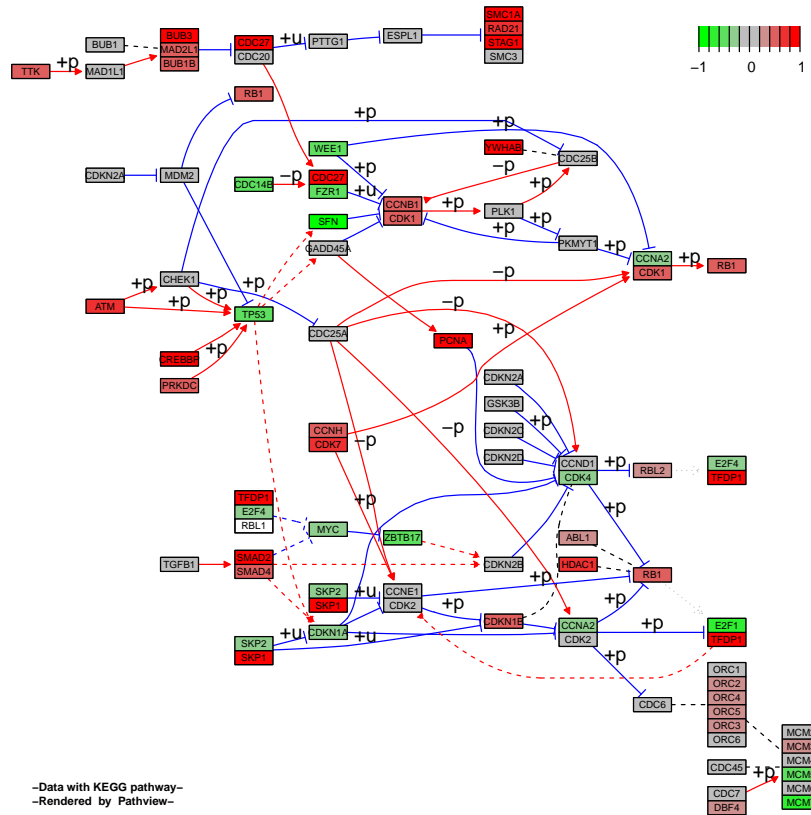 SMC1A
BUB3 CDC27 +u RAD21
BUB1 MAD2L1 PTTG1 ESPL1 STAG1
+p BUB1B CDC20 SMC3
TTK MAD1L1
−1 0 1
RB1
+p
WEE1 YWHAB +p
CDC25B
CDKN2A MDM2 +p −p
CDC14B −p CDC27
FZR1 +u CCNB1 +p +p
CDK1 PLK1
SFN +p
GADD45A PKMYT1 +p
CCNA2 +p
CDK1 RB1
+p CHEK1 −p
ATM +p +p +p
TP53 −p
CDC25A +p
PCNA
CREBBP
PRKDC CDKN2A
GSK3B
CCNH CDKN2C +p
CDK7 −p −p
CDKN2D CCND1 +p RBL2 E2F4
CDK4 TFDP1
TFDP1 +p +p
E2F4
RBL1 MYC ZBTB17 ABL1
TGFB1 SMAD2 CDKN2B HDAC1 RB1
SMAD4 +p
SKP2 +u CCNE1 +p
SKP1 CDK2 +p
SKP2 +u CDKN1A +u CDKN1B CCNA2 +p E2F1
SKP1 CDK2 TFDP1
+p
ORC1
ORC2
CDC6 ORC4
ORC5
ORC3
ORC6
CDC45
+p
CDC7
DBF4
−Data with KEGG pathway−
−Rendered by Pathview−